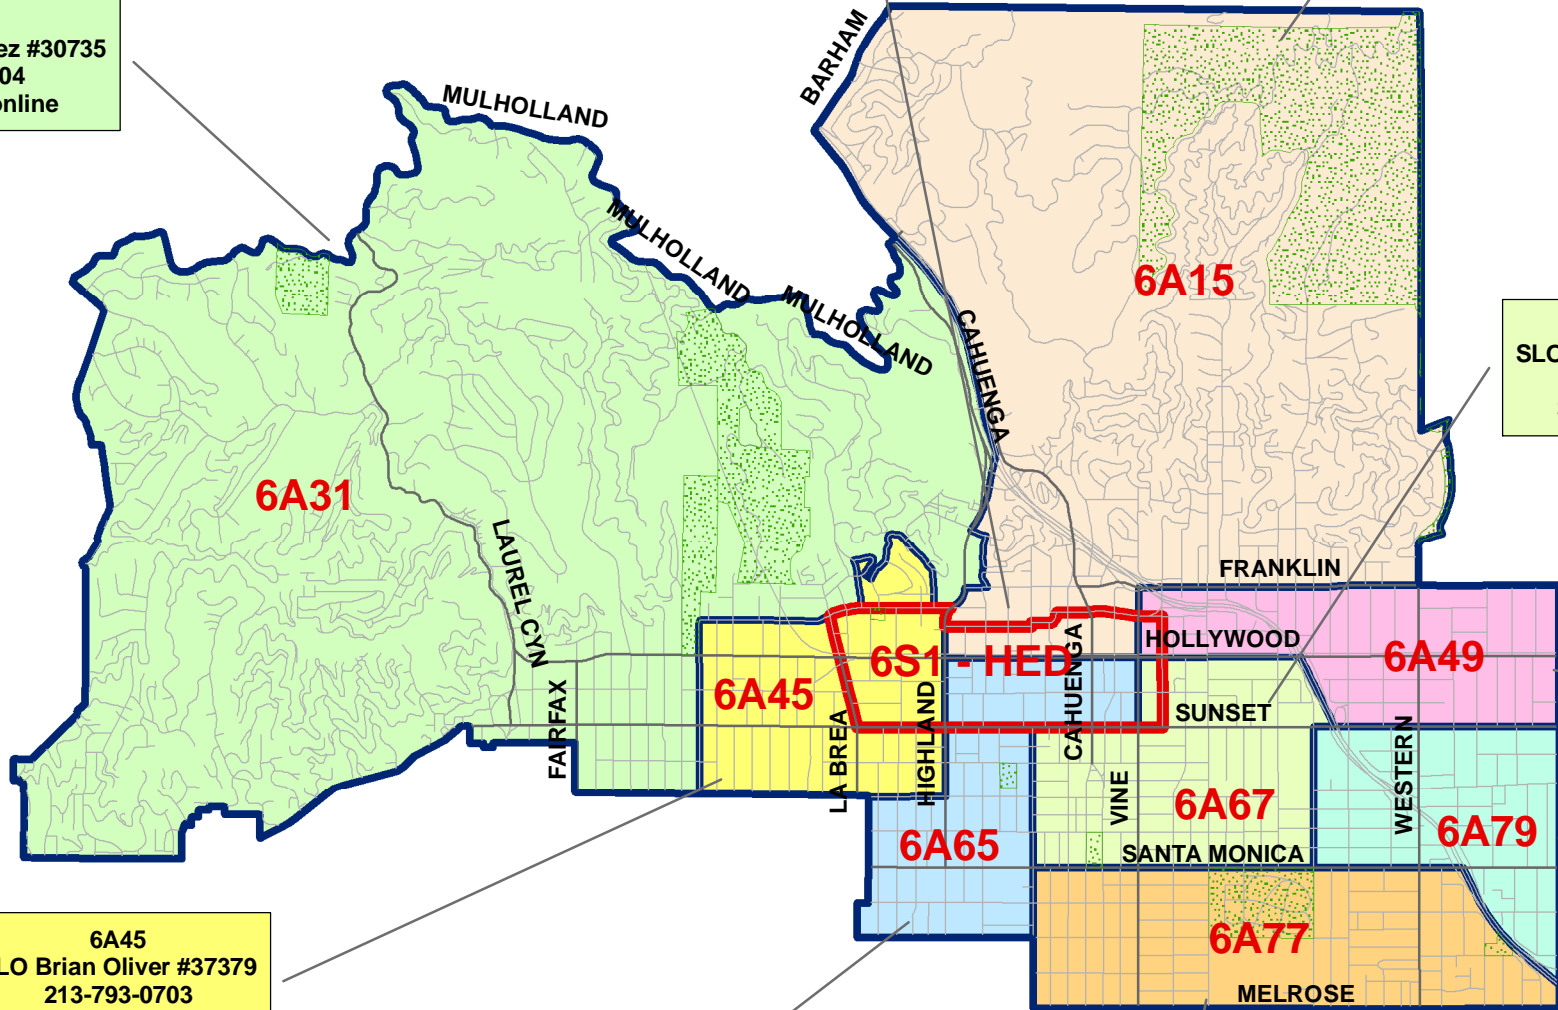 ez #30735
04
online
BARHAM
MULHOLLAND
MULHOLLAND
MULHOLLAND
CAHUENGA
6A15
SLO
6A31
LAUREL CYN
FRANKLIN
HOLLYWOOD
6S1 - HED
CAHUENGA
6A49
6A45
FAIRFAX
LA BREA
HIGHLAND
SUNSET
VINE
WESTERN
6A67
6A65
6A79
SANTA MONICA
6A77
MELROSE
6A45
LO Brian Oliver #37379
213-793-0703